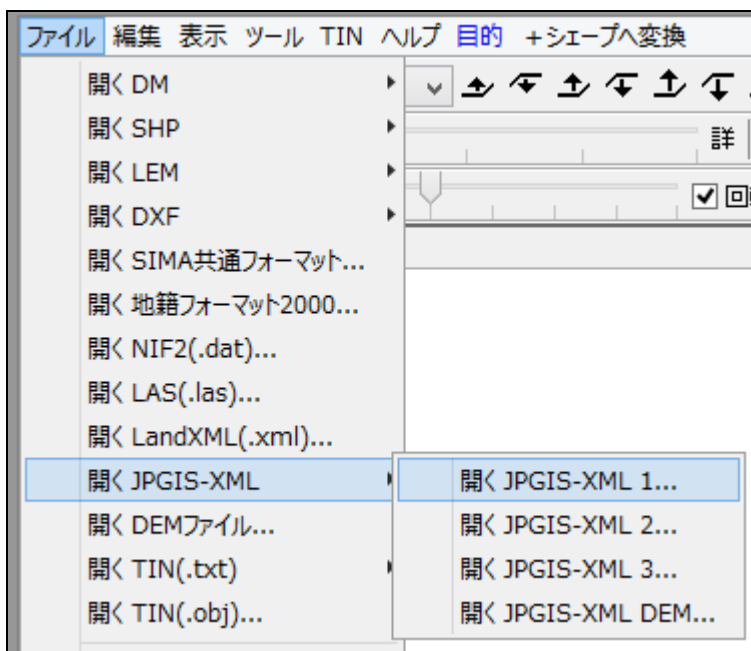 ファイル 編集 表示 ツール TIN ヘルプ 目的 +シェープへ変換
開く DM
開く SHP
詳
開く LEM
開く DXF
開く SIMA共通フォーマット...
開く 地籍フォーマット2000...
開く NIF2(.dat)...
開く LAS(.las)...
開く LandXML(.xml)...
開く JPGIS-XML
開く JPGIS-XML 1...
開く DEMファイル...
開く JPGIS-XML 2...
開く TIN(.txt)
開く JPGIS-XML 3...
開く TIN(.obj)...
開く JPGIS-XML DEM...